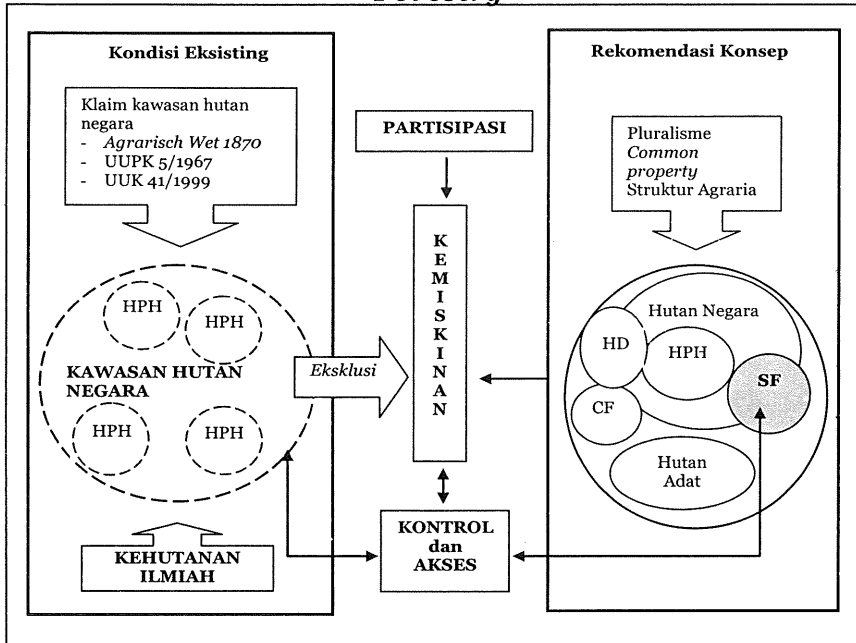 Kondisi Eksisting
Klaim kawasan hutan
negara
- Agrarisch Wet 1870
- UUPK 5/1967
- UUK 41/1999
HPH
HPH
KAWASAN HUTAN
NEGARA
HPH
HPH
KEHUTANAN
ILMIAH
Eksklusi
PARTISIPASI
K
E
M
I
S
K
I
N
A
N
KONTROL
dan
AKSES
Rekomendasi Konsep
Pluralisme
Common
property
Struktur Agraria
Hutan Negara
HD
HPH
SF
CF
Hutan
Adat